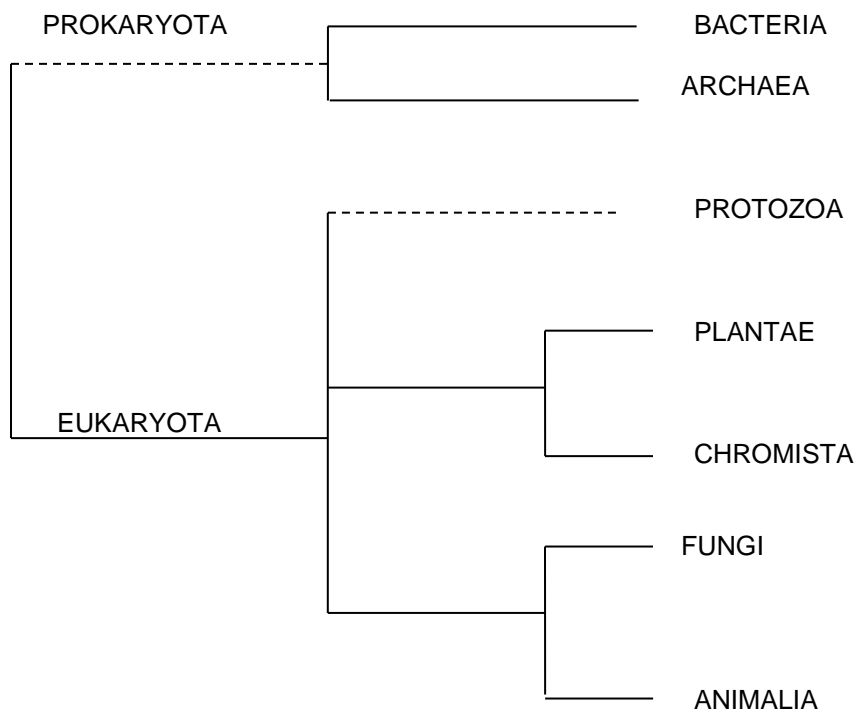 PROKARYOTA
BACTERIA
ARCHAEA
PROTOZOA
PLANTAE
EUKARYOTA
CHROMISTA
FUNGI
ANIMALIA